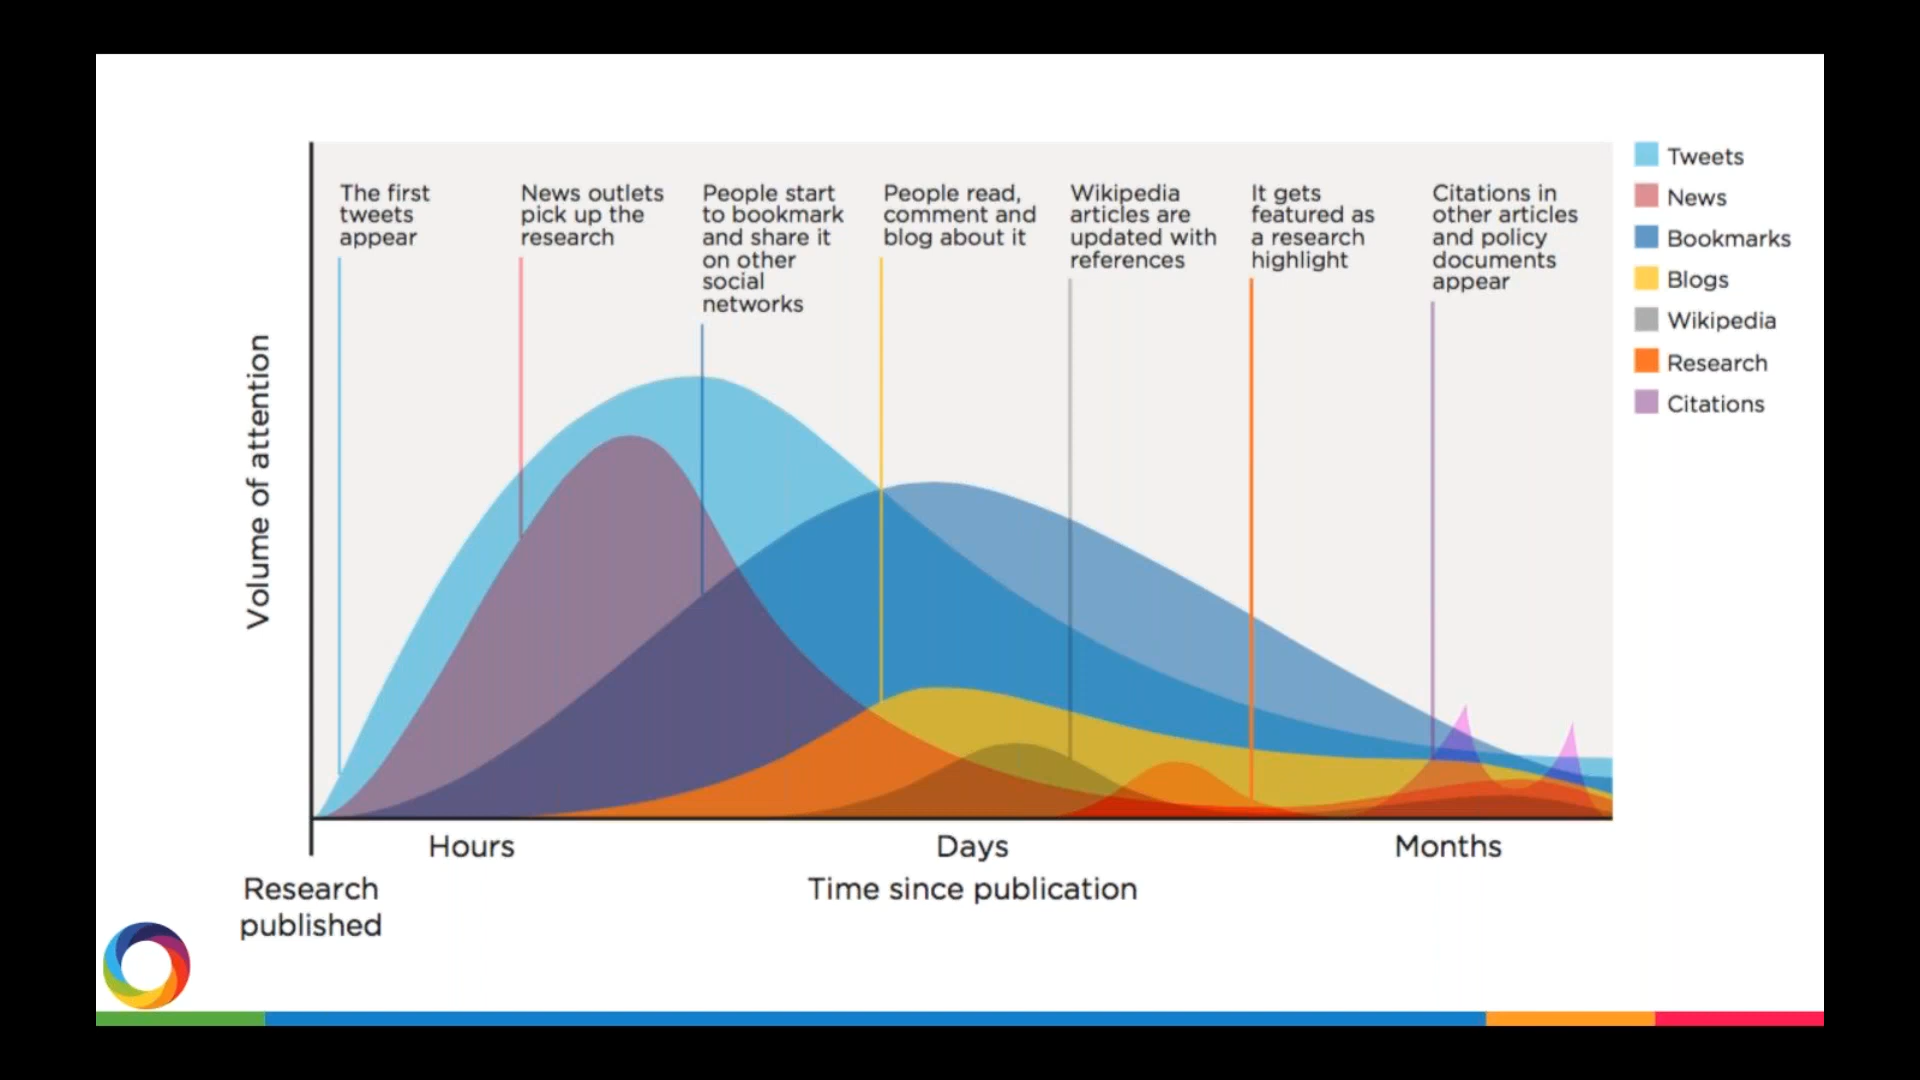 The first
tweets
appear
News outlets
pick up the
research
People start
to bookmark
and share it
on other
social
networks
People read,
comment and
blog about it
Wikipedia
articles are
updated with
references
It gets
featured as
a research
highlight
Citations in
other articles
and policy
documents
appear
Tweets
News
Bookmarks
Blogs
Wikipedia
Research
Citations
Volume of attention
Hours
Days
Months
Research
published
Time since publication